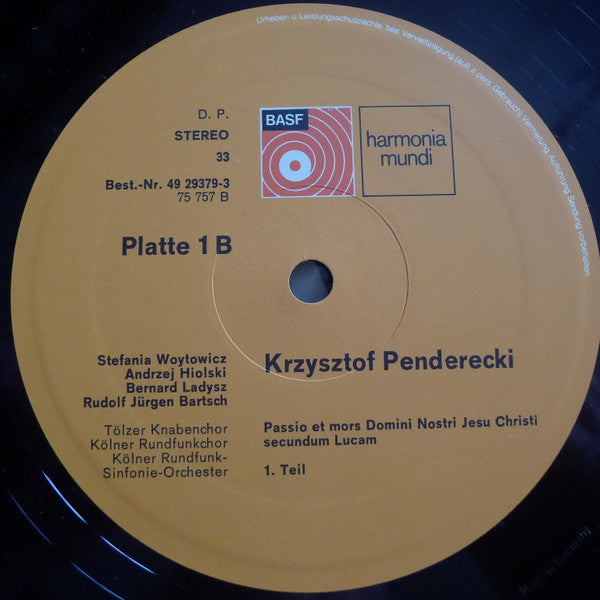 Urheber- u. Leistungsschutzrechte, bes. Vervielfältigung (auß. z. pers. Gebrauch), Vermietung, Aufführung, Sendung vorbehalten.
D. P.
STEREO
33
BASF
harmonia
mundi
Best.-Nr. 49 29379-3
75 757 B
Platte 1 B
Stefania Woytowicz
Andrzej Hiolski
Bernard Ladysz
Rudolf Jürgen Bartsch
Krzysztof Penderecki
Tölzer Knabenchor
Kölner Rundfunkchor
Kölner Rundfunk-
Sinfonie-Orchester
Passio et mors Domini Nostri Jesu Christi
secundum Lucam
1. Teil
Made in Germany